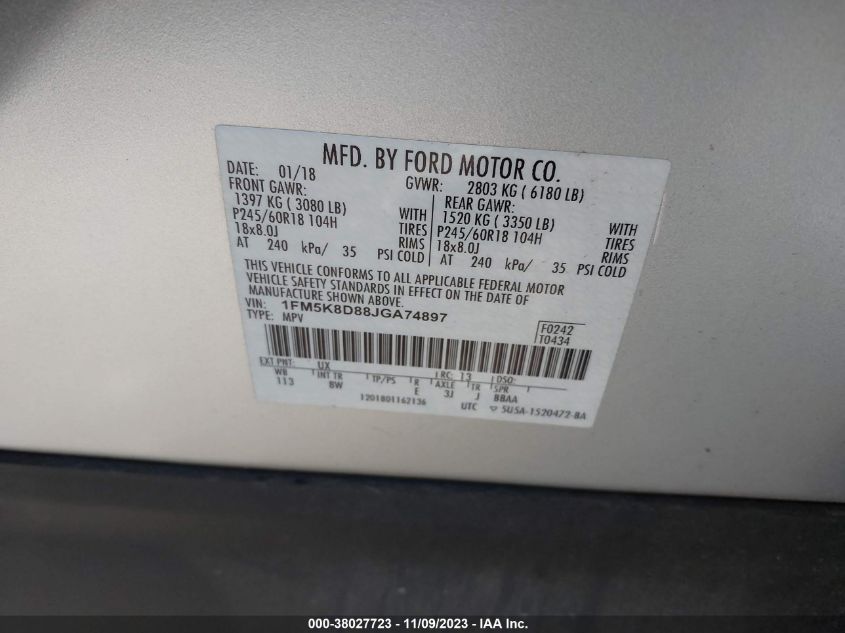 MFD. BY FORD MOTOR CO.
DATE: 01/18 GVWR: 2803 KG ( 6180 LB)
FRONT GAWR: REAR GAWR:
1397 KG ( 3080 LB) WITH 1520 KG ( 3350 LB) WITH
P245/60R18 104H TIRES P245/60R18 104H TIRES
18x8.0J RIMS 18x8.0J RIMS
AT 240 kPa/ 35 PSI COLD AT 240 kPa/ 35 PSI COLD
THIS VEHICLE CONFORMS TO ALL APPLICABLE FEDERAL MOTOR
VEHICLE SAFETY STANDARDS IN EFFECT ON THE DATE OF
MANUFACTURE SHOWN ABOVE.
VIN: 1FM5K8D88JGA74897
TYPE: MPV
F0242
T0434
EXT PNT: UX RC: 13 DSO:
WB INT TR TP/PS R AXLE TR SPR
113 8W E 3J J BBAA
1201801162136 UTC ▽ 5U5A-1520472-BA
000-38027723 - 11/09/2023 - IAA Inc.